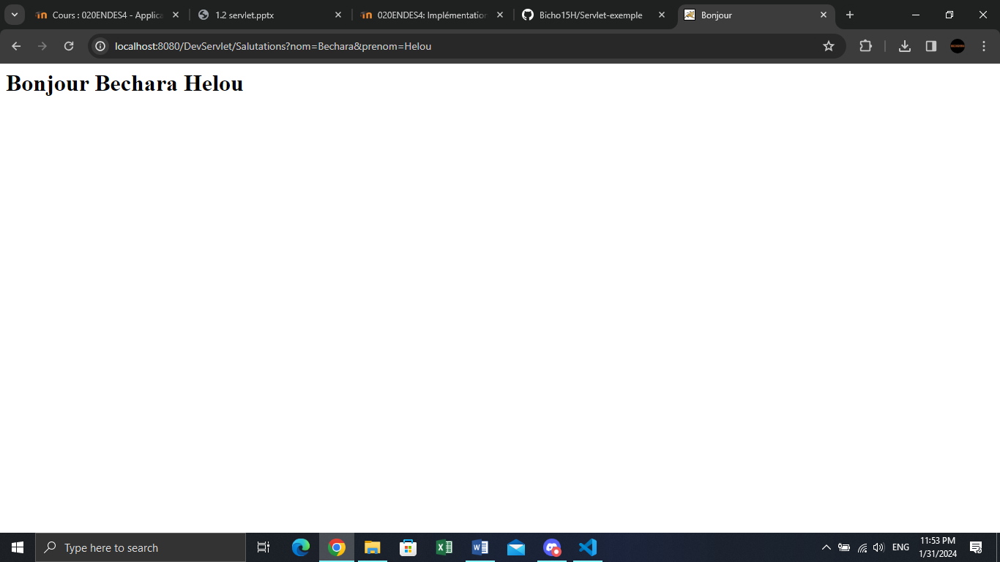 Cours : 020ENDES4 - Applica
1.2 servlet.pptx
020ENDES4: Implémentation
Bicho15H/Servlet-exemple
Bonjour
localhost:8080/DevServlet/Salutations?nom=Bechara&prenom=Helou
Bonjour Bechara Helou
Type here to search
ENG
11:53 PM
1/31/2024